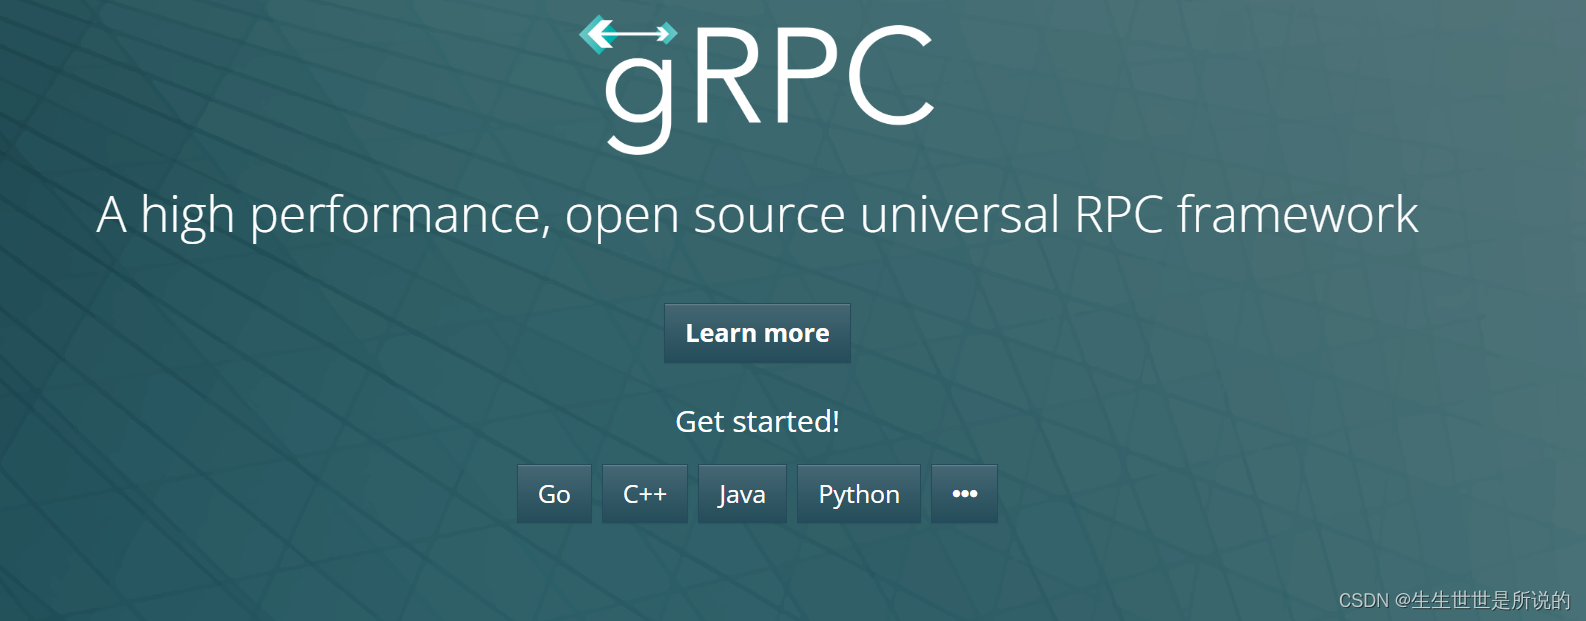 gRPC
A high performance, open source universal RPC framework
Learn more
Get started!
Go C++ Java Python •••
CSDN @生生世世是所说的